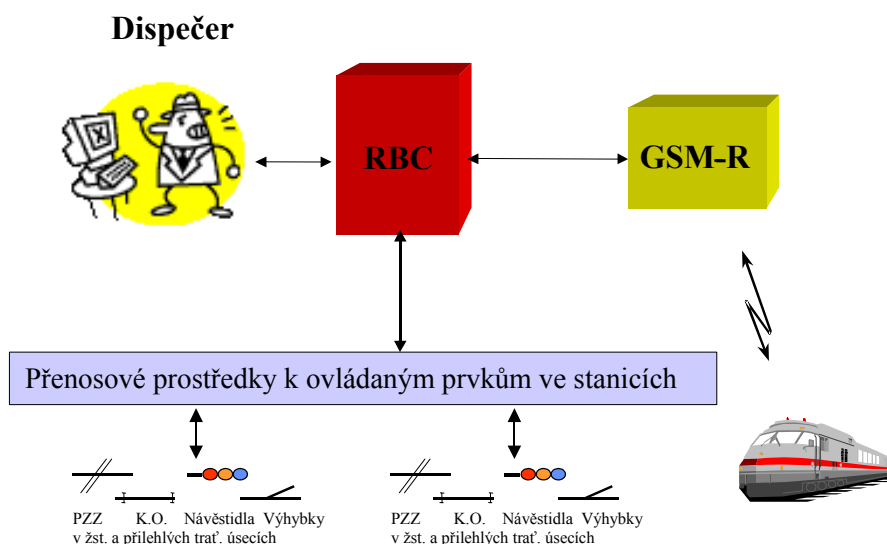 Dispečer
RBC
GSM-R
Přenosové prostředky k ovládaným prvkům ve stanicích
PZZ K.O. Návěstidla Výhybky
v žst. a přilehlých trať. úsecích
PZZ K.O. Návěstidla Výhybky
v žst. a přilehlých trať. úsecích